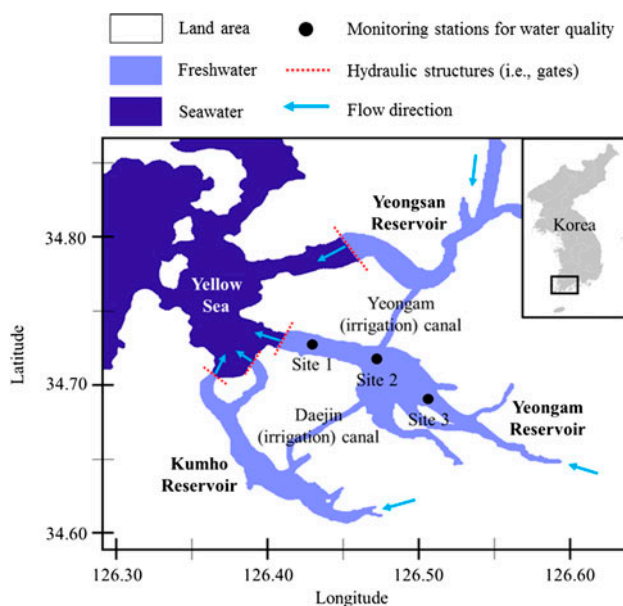 Land area
Monitoring stations for water quality
Freshwater
Hydraulic structures (i.e., gates)
Seawater
Flow direction
Yeongsan
Reservoir
Korea
34.80
Yellow
Sea
Yeongam
(irrigation) canal
Latitude
Site 1
Site 2
34.70
Site 3
Daejin
(irrigation) canal
Yeongam
Reservoir
Kumho
Reservoir
34.60
126.30
126.40
126.50
126.60
Longitude